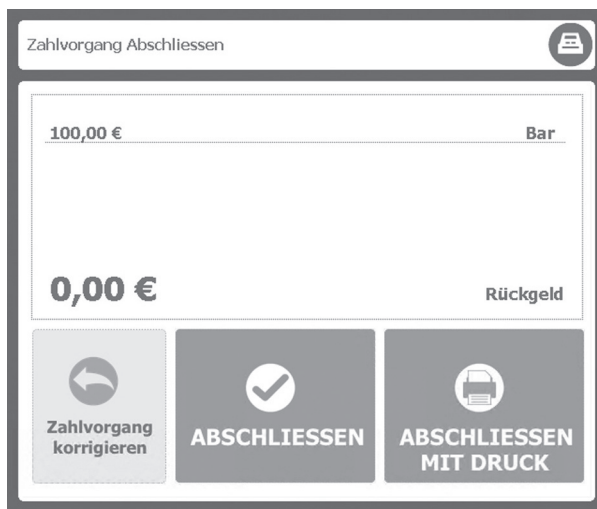 Zahlvorgang Abschliessen
100,00 € Bar
0,00 € Rückgeld
Zahlvorgang
korrigieren
ABSCHLIESSEN
ABSCHLIESSEN
MIT DRUCK